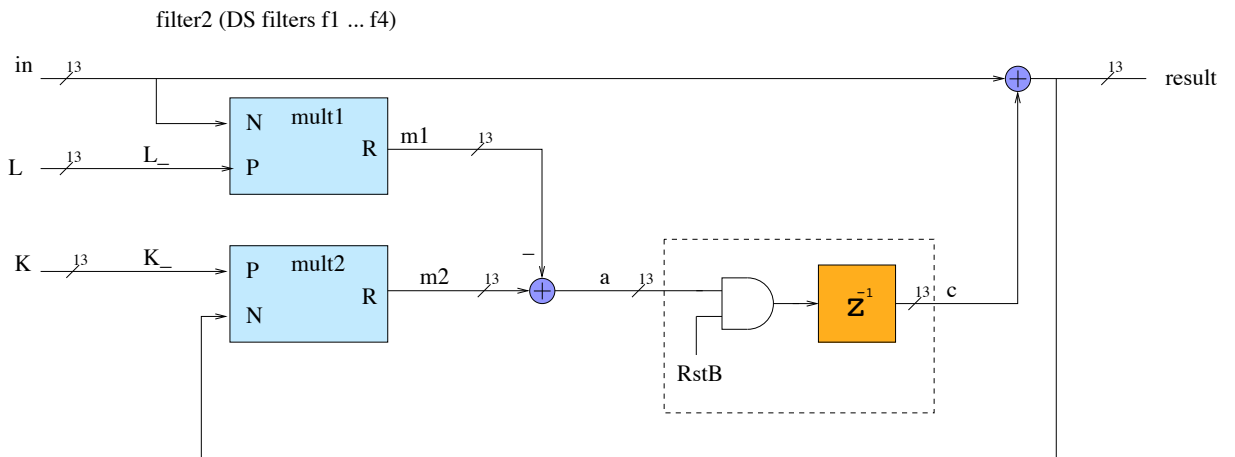 filter2 (DS filters f1 ... f4)
in 13 13 result
N mult1
m1 13
R
L 13 L_ P
K 13 K_ P mult2
–
m2 13 a 13 13 c
R
N
z-1
RstB